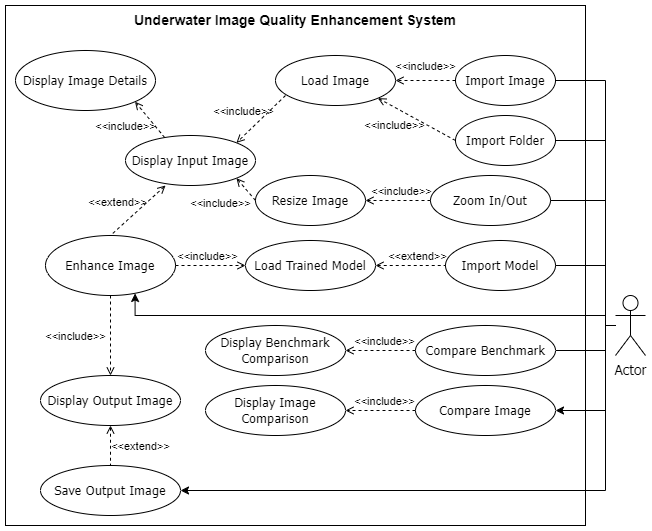 Underwater Image Quality Enhancement System
Display Image Details
Load Image
<<include>>
Import Image
<<include>>
<<include>>
<<include>>
Import Folder
Display Input Image
<<extend>>
<<include>>
Resize Image
<<include>>
Zoom In/Out
Enhance Image
<<include>>
Load Trained Model
<<extend>>
Import Model
<<include>>
Display Benchmark
Comparison
<<include>>
Compare Benchmark
Actor
Display Output Image
Display Image
Comparison
<<include>>
Compare Image
<<extend>>
Save Output Image